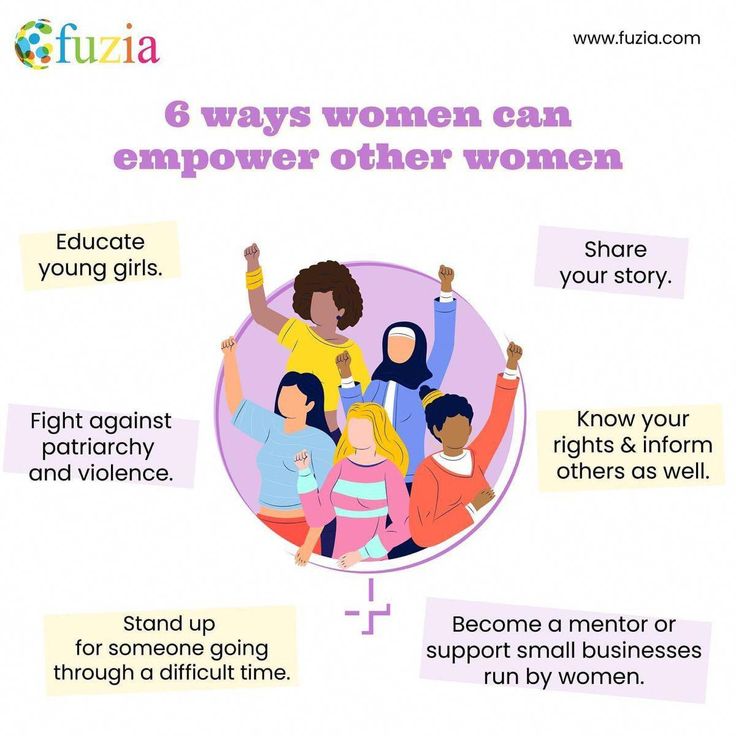 fuzia
www.fuzia.com
6 ways women can
empower other women
Educate
young girls.
Share
your story.
Fight against
patriarchy
and violence.
Know your
rights & inform
others as well.
Stand up
for someone going
through a difficult time.
Become a mentor or
support small businesses
run by women.